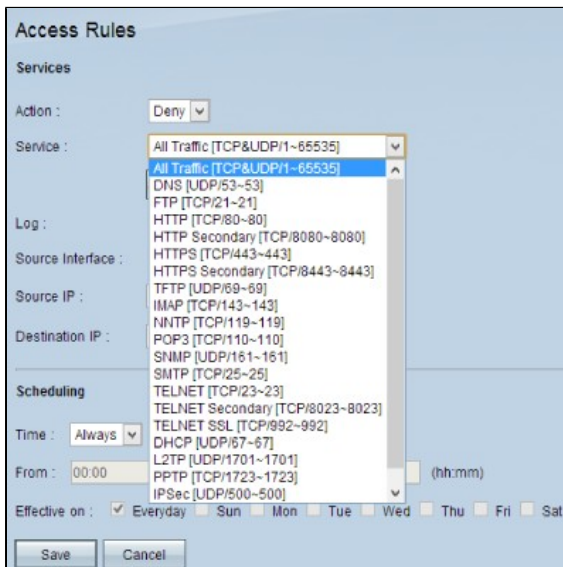 Access Rules
Services
Action :
Deny
Service :
All Traffic [TCP&UDP/1~65535]
All Traffic [TCP&UDP/1~65535]
DNS [UDP/53~53]
FTP [TCP/21~21]
HTTP [TCP/80~80]
HTTP Secondary [TCP/8080~8080]
HTTPS [TCP/443~443]
HTTPS Secondary [TCP/8443~8443]
TFTP [UDP/69~69]
IMAP [TCP/143~143]
NNTP [TCP/119~119]
POP3 [TCP/110~110]
SNMP [UDP/161~161]
SMTP [TCP/25~25]
TELNET [TCP/23~23]
TELNET Secondary [TCP/8023~8023]
TELNET SSL [TCP/992~992]
DHCP [UDP/67~67]
L2TP [UDP/1701~1701]
PPTP [TCP/1723~1723]
IPSec [UDP/500~500]
Log :
Source Interface :
Source IP :
Destination IP :
Scheduling
Time : Always
From : 00:00 (hh:mm)
Effective on : Everyday Sun Mon Tue Wed Thu Fri Sat
Save Cancel